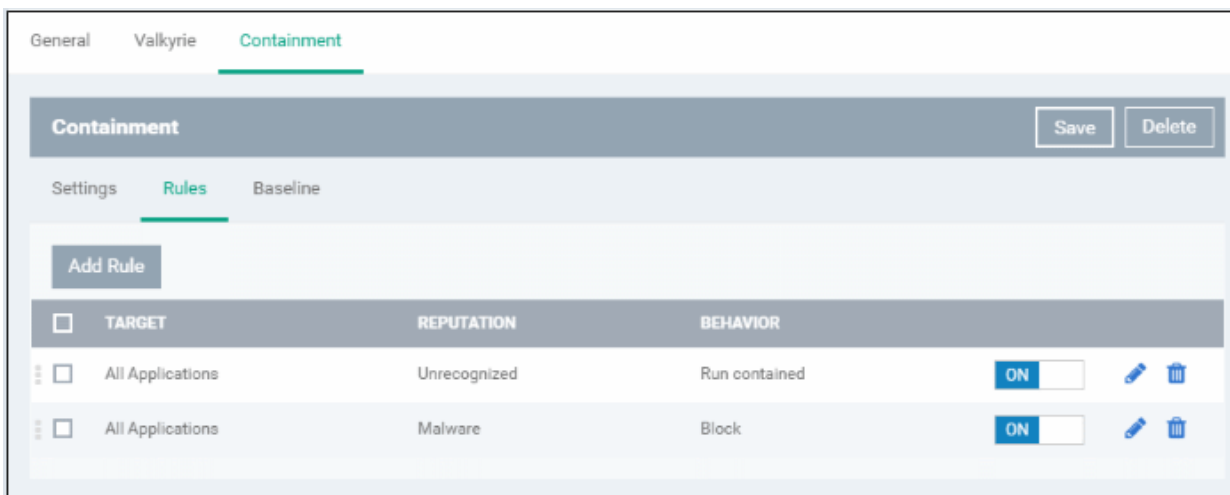 General Valkyrie Containment
Containment Save Delete
Settings Rules Baseline
Add Rule
TARGET REPUTATION BEHAVIOR
All Applications Unrecognized Run contained ON
All Applications Malware Block ON